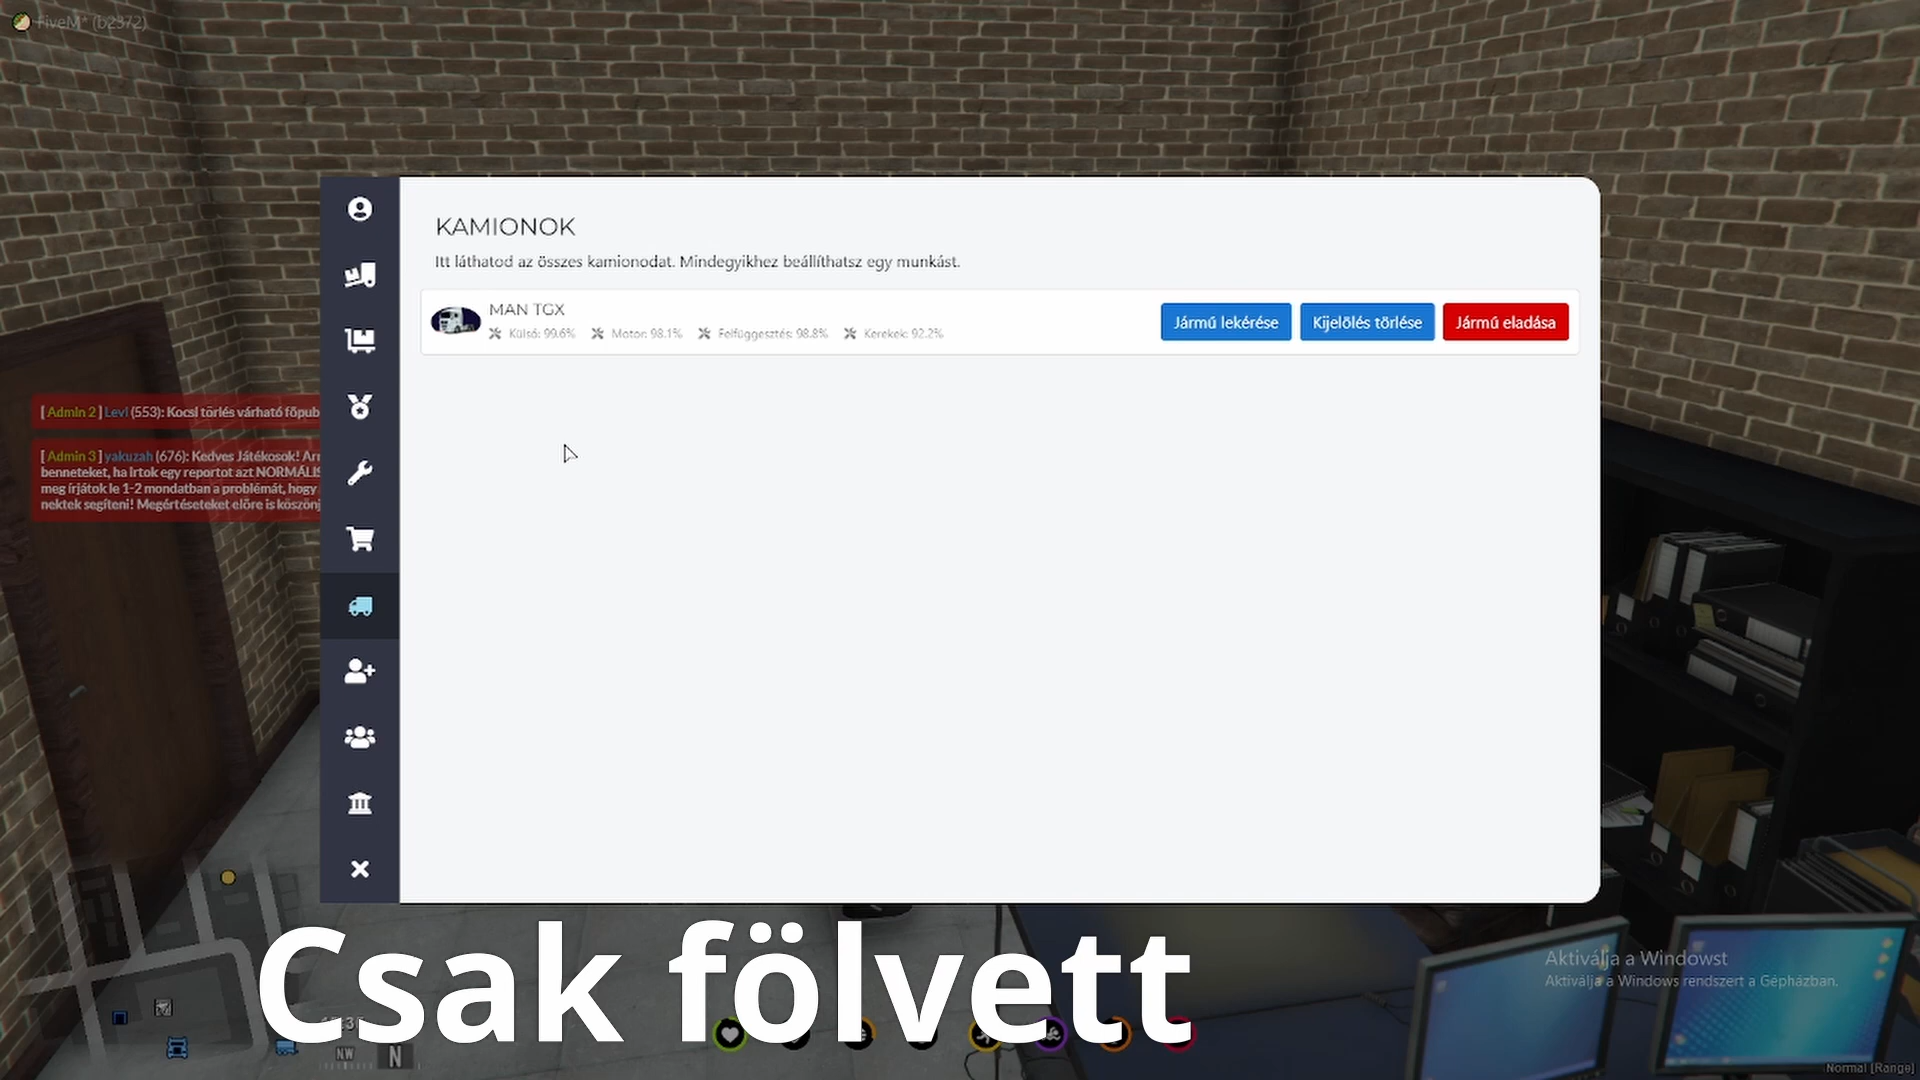 FiveM* (b2372)
KAMIONOK
Itt láthatod az összes kamionodat. Mindegyikhez beállíthatsz egy munkást.
MAN TGX
Külső: 99.6% Motor: 98.1% Felfüggesztés: 98.8% Kerekek: 92.2%
Jármű lekérése
Kijelölés törlése
Jármű eladása
[ Admin 2 ] Levi (553): Kocsi törlés várható főpub
[ Admin 3 ] yakuzah (676): Kedves Játékosok!
benneteket, ha írtok egy reportot azt NORMÁLIS
meg írjátok le 1-2 mondatban a problémát, hogy
nektek segíteni! Megértéseteket előre is köszönj
Csak fölvett
Aktiválja a Windowst
Aktiválja a Windows rendszert a Gépházban.
NW
N
Normal [Range]